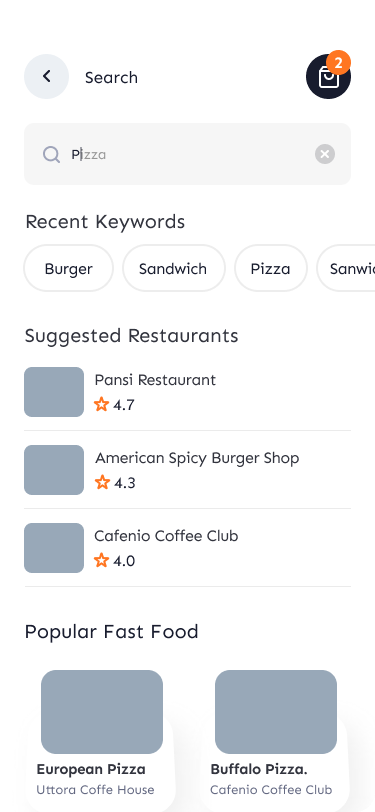 Search
2
Pizza
Recent Keywords
Burger Sandwich Pizza Sanwic
Suggested Restaurants
Pansi Restaurant
4.7
American Spicy Burger Shop
4.3
Cafenio Coffee Club
4.0
Popular Fast Food
European Pizza
Uttora Coffe House
Buffalo Pizza.
Cafenio Coffee Club